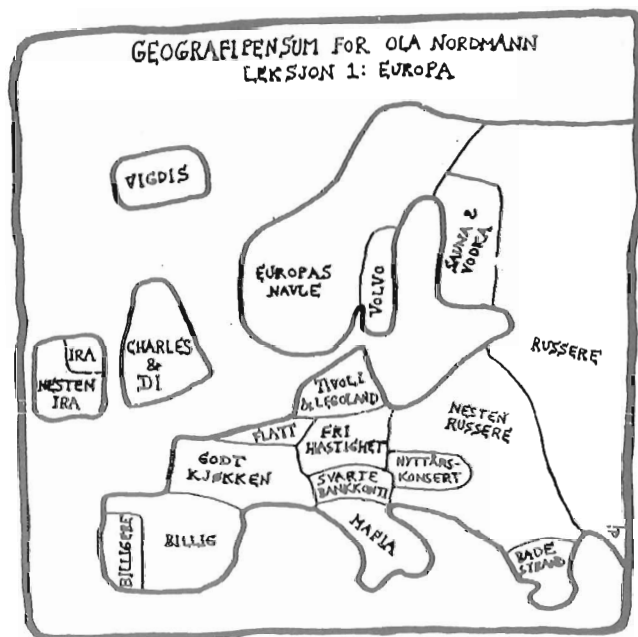 GEOGRAFIPENSUM FOR OLA NORDMANN
LEKSJON 1: EUROPA
VIGDIS
EUROPAS
NAVLE
VOLVO
SAUNA &
VODKA
RUSSERE
IRA
NESTEN
IRA
CHARLES
&
DI
TIVOLI
& LEGOLAND
NESTEN
RUSSERE
FLATT
FRI
HASTIGHET
GODT
KJØKKEN
NYTTÅRS-
KONSERT
SVARTE
BANKKONTI
BILLIGERE
BILLIG
MAFIA
BADE
STRAND